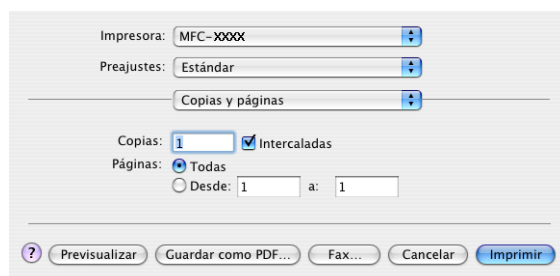 Impresora: MFC-XXXX
Preajustes: Estándar
Copias y páginas
Copias: 1 Intercaladas
Páginas: Todas
Desde: 1 a: 1
? Previsualizar Guardar como PDF... Fax... Cancelar Imprimir